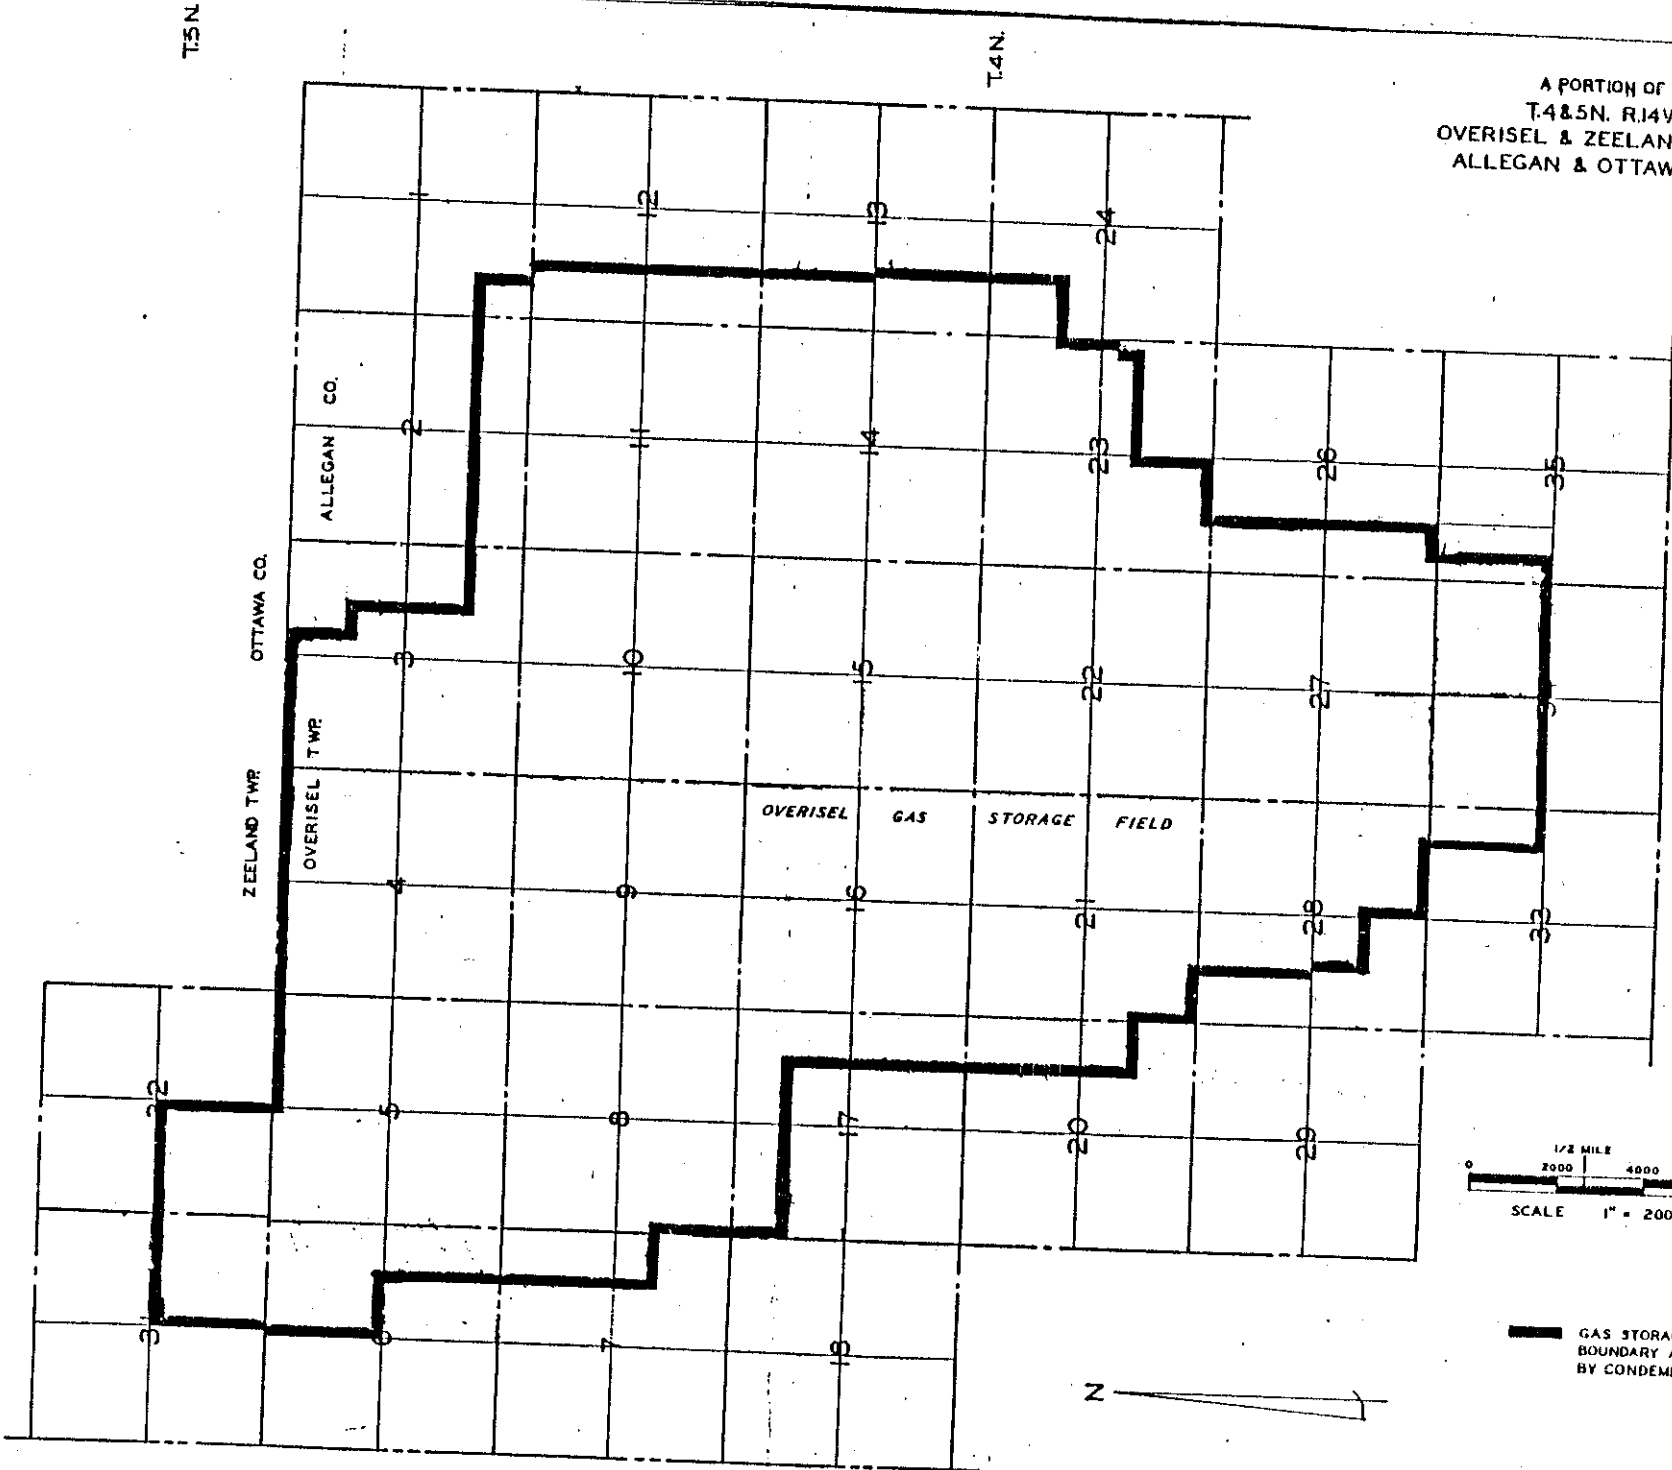 T.5N.
T.4N.
A PORTION OF
T.4&5N. R.14W
OVERISEL & ZEELAN
ALLEGAN & OTTAW
1
12
13
24
ALLEGAN CO.
2
11
14
23
26
35
OTTAWA CO.
3
10
15
22
27
ZEELAND TWP.
OVERISEL TWP.
OVERISEL GAS STORAGE FIELD
4
9
16
21
28
33
32
5
8
17
20
29
1/2 MILE
0 2000 4000
SCALE 1" = 200
31
6
7
18
N
GAS STORA
BOUNDARY A
BY CONDEM